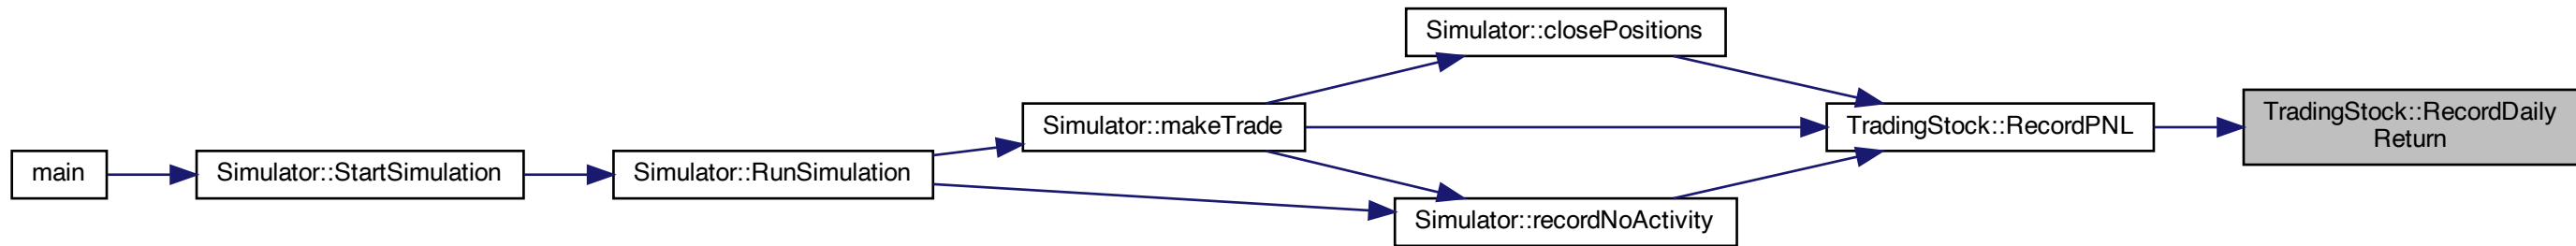 main
Simulator::StartSimulation
Simulator::RunSimulation
Simulator::makeTrade
Simulator::closePositions
Simulator::recordNoActivity
TradingStock::RecordPNL
TradingStock::RecordDaily
Return